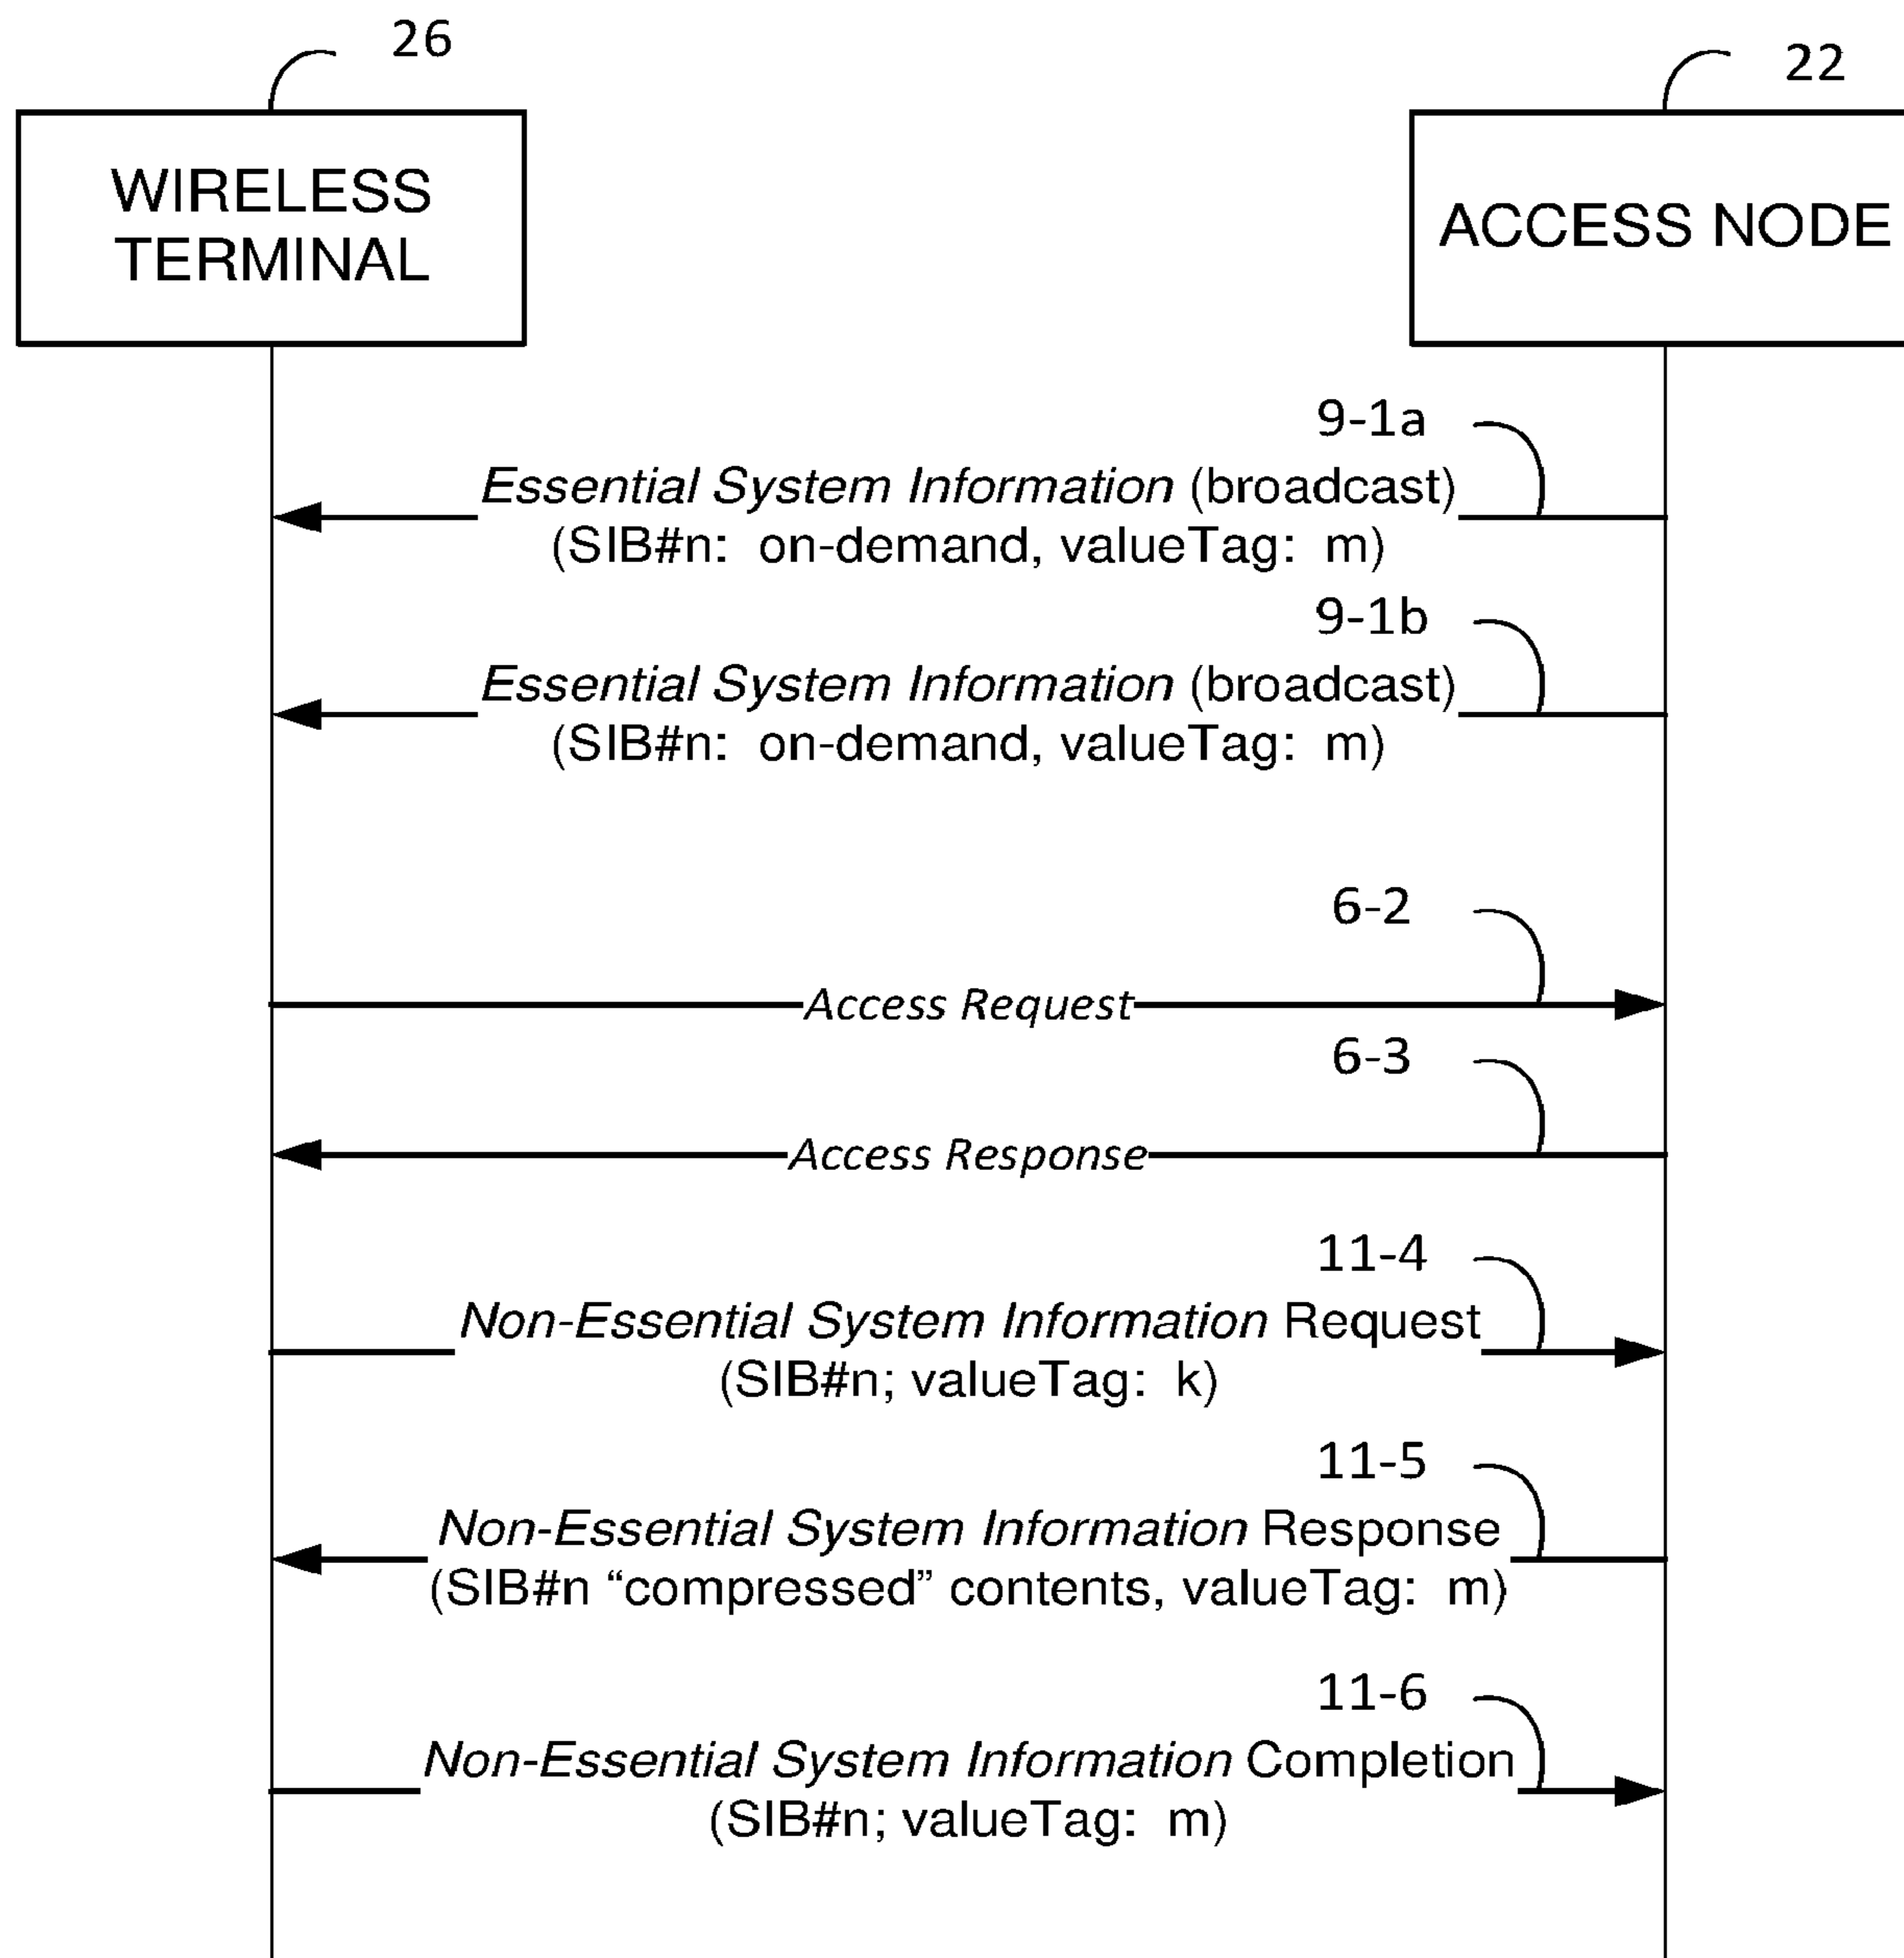 26
22
WIRELESS
TERMINAL
ACCESS NODE
9-1a
Essential System Information (broadcast)
(SIB#n: on-demand, valueTag: m)
9-1b
Essential System Information (broadcast)
(SIB#n: on-demand, valueTag: m)
6-2
Access Request
6-3
Access Response
11-4
Non-Essential System Information Request
(SIB#n; valueTag: k)
11-5
Non-Essential System Information Response
(SIB#n “compressed” contents, valueTag: m)
11-6
Non-Essential System Information Completion
(SIB#n; valueTag: m)